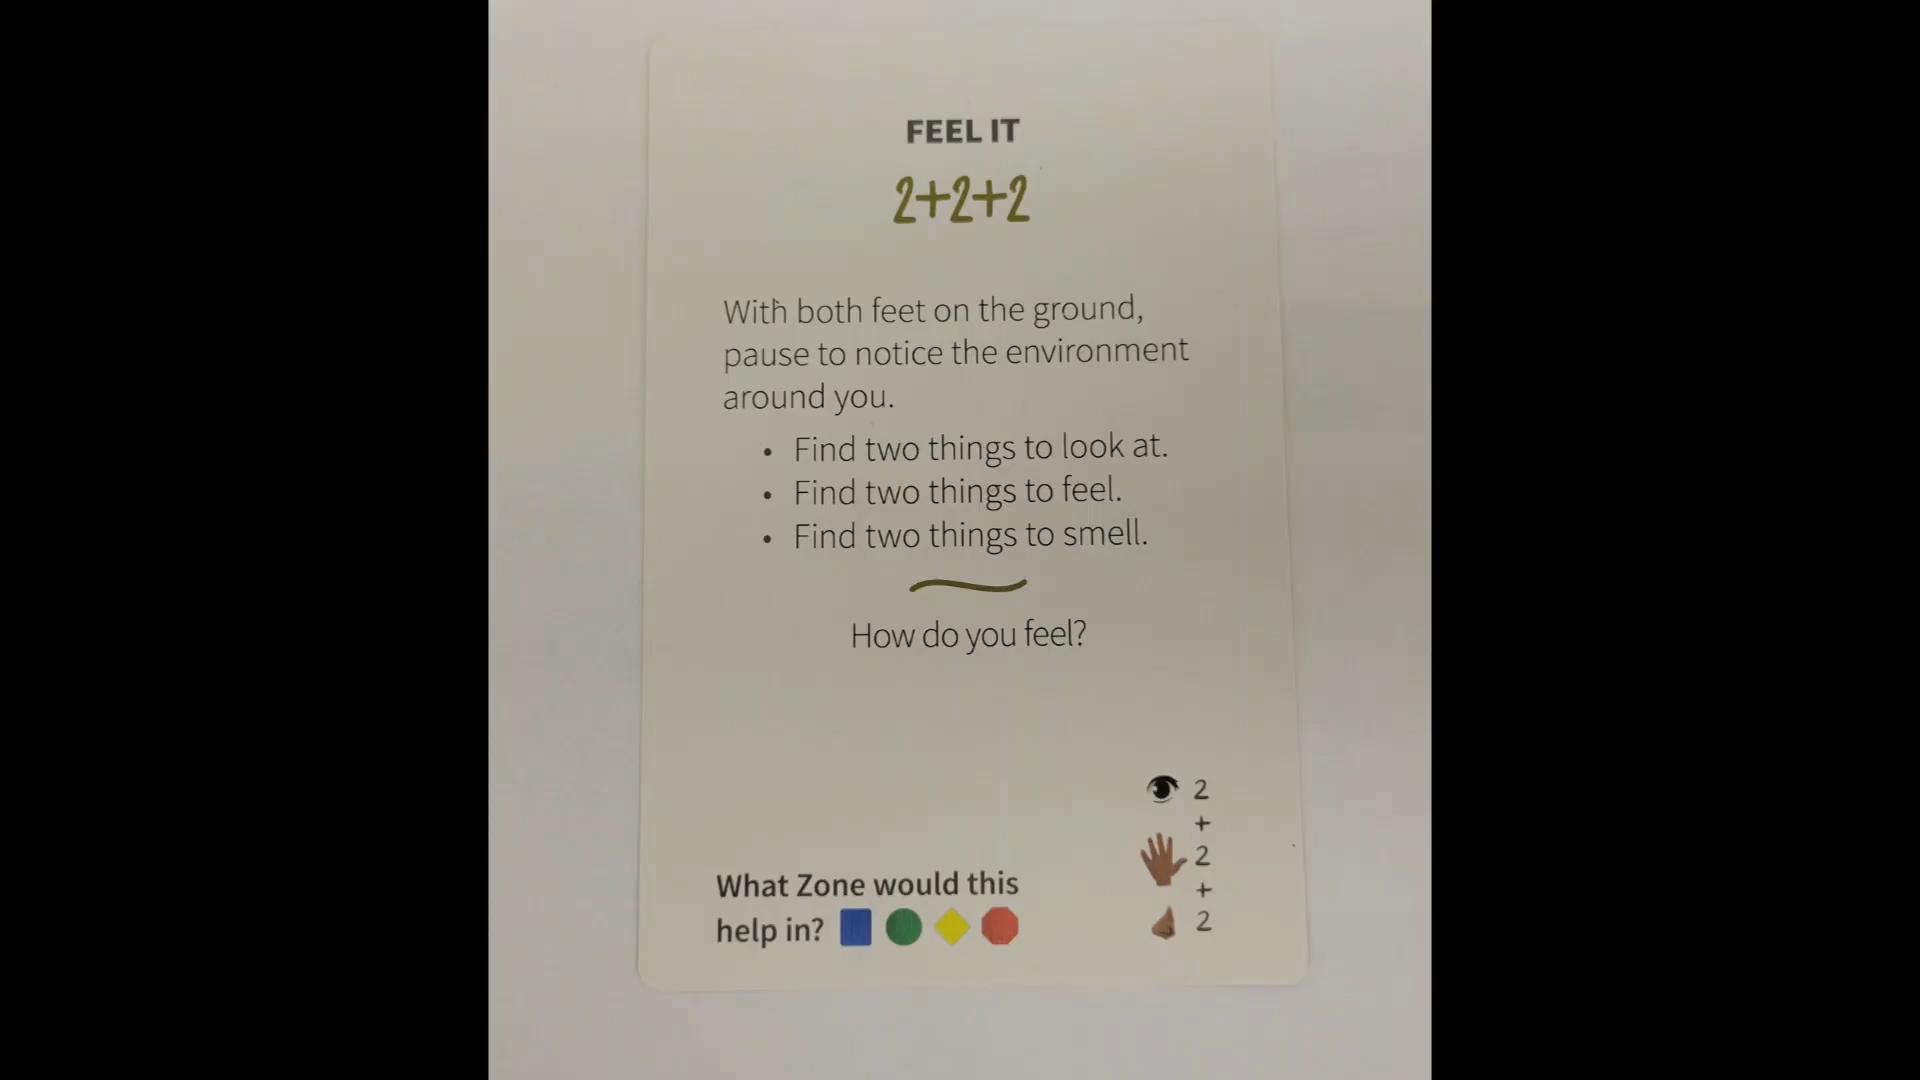 FEEL IT
2+2+2
With both feet on the ground,
pause to notice the environment
around you.
• Find two things to look at.
• Find two things to feel.
• Find two things to smell.
How do you feel?
2
+
2
+
2
What Zone would this
help in?